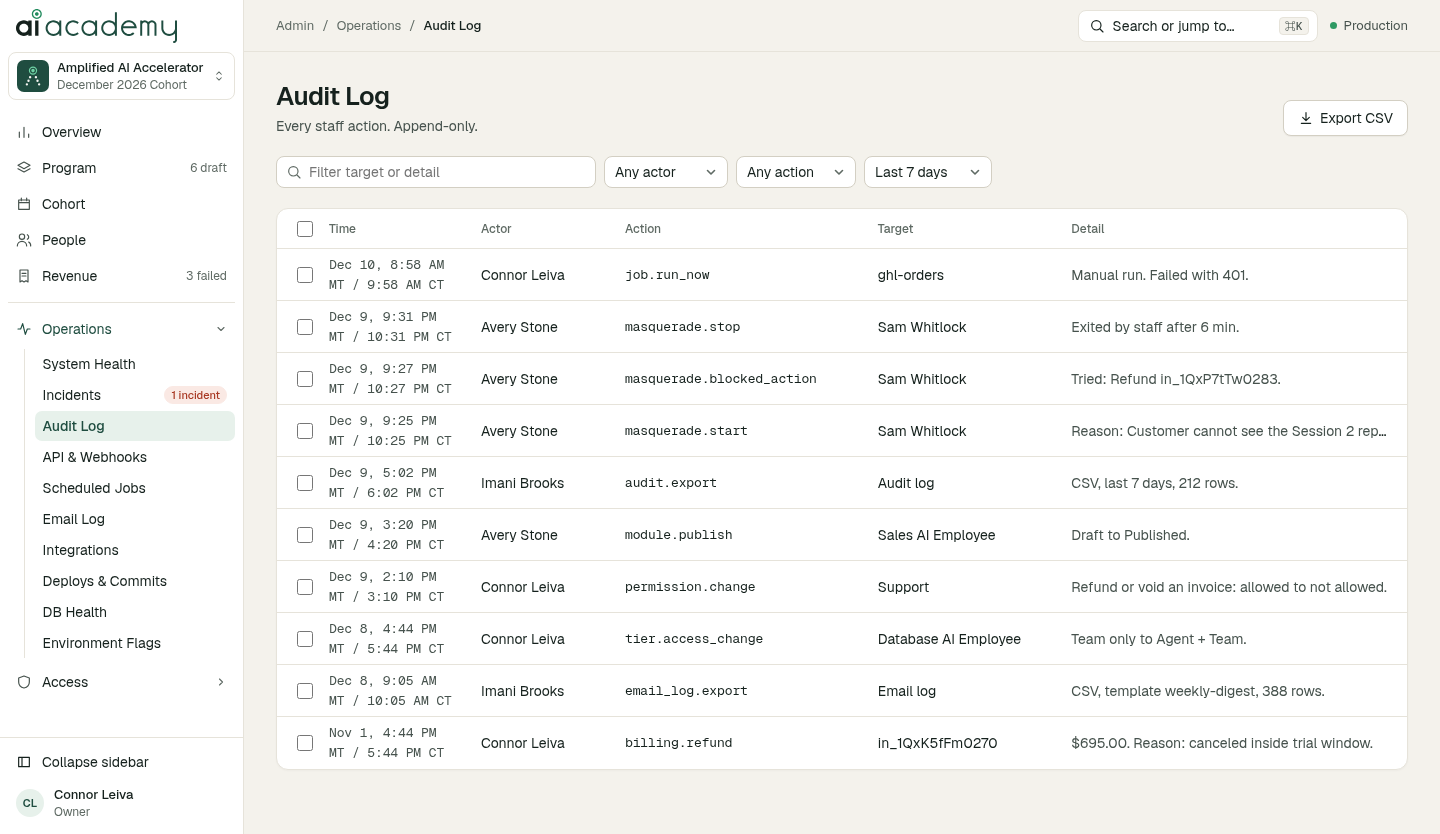 ai academy
Amplified AI Accelerator
December 2026 Cohort
Overview
Program 6 draft
Cohort
People
Revenue 3 failed
Operations
System Health
Incidents 1 incident
Audit Log
API & Webhooks
Scheduled Jobs
Email Log
Integrations
Deploys & Commits
DB Health
Environment Flags
Access
Collapse sidebar
CL
Connor Leiva
Owner
Admin / Operations / Audit Log
Search or jump to… ⌘K
Production
Audit Log
Every staff action. Append-only.
Export CSV
Filter target or detail
Any actor
Any action
Last 7 days
Time Actor Action Target Detail
Dec 10, 8:58 AM
MT / 9:58 AM CT
Connor Leiva job.run_now ghl-orders Manual run. Failed with 401.
Dec 9, 9:31 PM
MT / 10:31 PM CT
Avery Stone masquerade.stop Sam Whitlock Exited by staff after 6 min.
Dec 9, 9:27 PM
MT / 10:27 PM CT
Avery Stone masquerade.blocked_action Sam Whitlock Tried: Refund in_1QxP7tTw0283.
Dec 9, 9:25 PM
MT / 10:25 PM CT
Avery Stone masquerade.start Sam Whitlock Reason: Customer cannot see the Session 2 rep…
Dec 9, 5:02 PM
MT / 6:02 PM CT
Imani Brooks audit.export Audit log CSV, last 7 days, 212 rows.
Dec 9, 3:20 PM
MT / 4:20 PM CT
Avery Stone module.publish Sales AI Employee Draft to Published.
Dec 9, 2:10 PM
MT / 3:10 PM CT
Connor Leiva permission.change Support Refund or void an invoice: allowed to not allowed.
Dec 8, 4:44 PM
MT / 5:44 PM CT
Connor Leiva tier.access_change Database AI Employee Team only to Agent + Team.
Dec 8, 9:05 AM
MT / 10:05 AM CT
Imani Brooks email_log.export Email log CSV, template weekly-digest, 388 rows.
Nov 1, 4:44 PM
MT / 5:44 PM CT
Connor Leiva billing.refund in_1QxK5fFm0270 $695.00. Reason: canceled inside trial window.